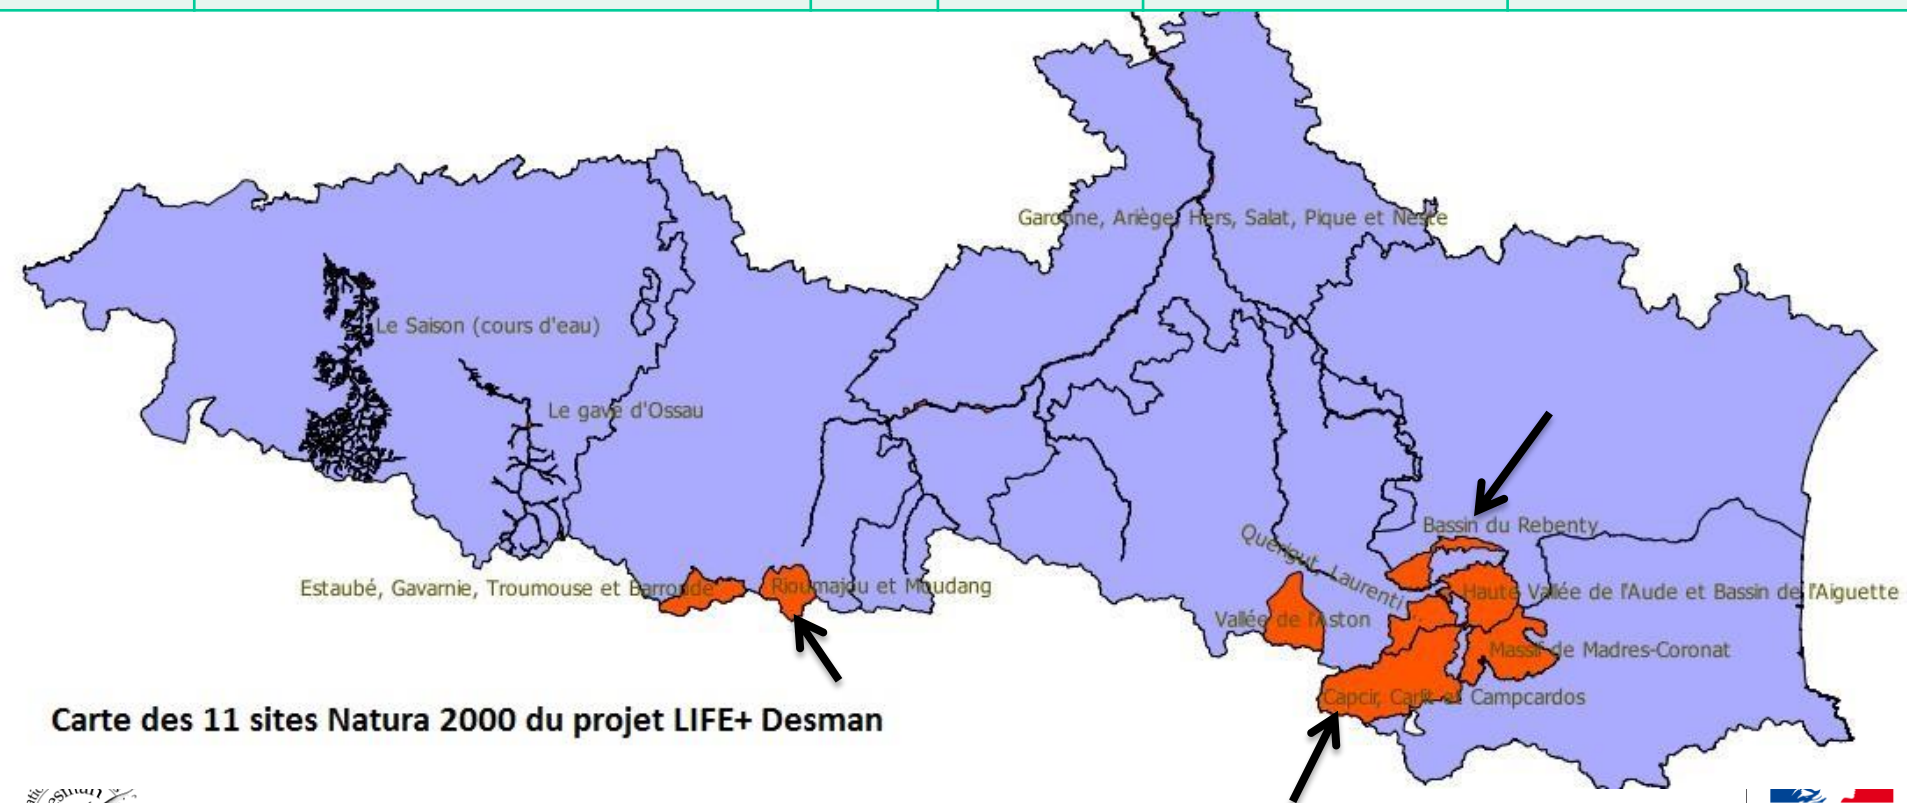 Garonne, Ariège, Hers, Salat, Pique et Neste
Le Saison (cours d'eau)
Le gave d'Ossau
Bassin du Rebenty
Quérigut, Laurenti...
Estaubé, Gavarnie, Troumouse et Barroude
Rioumajou et Moudang
Haute Vallée de l'Aude et Bassin de l'Aiguette
Vallée de l'Aston
Massif de Madres-Coronat
Capcir, Carlit et Campcardos
Carte des 11 sites Natura 2000 du projet LIFE+ Desman